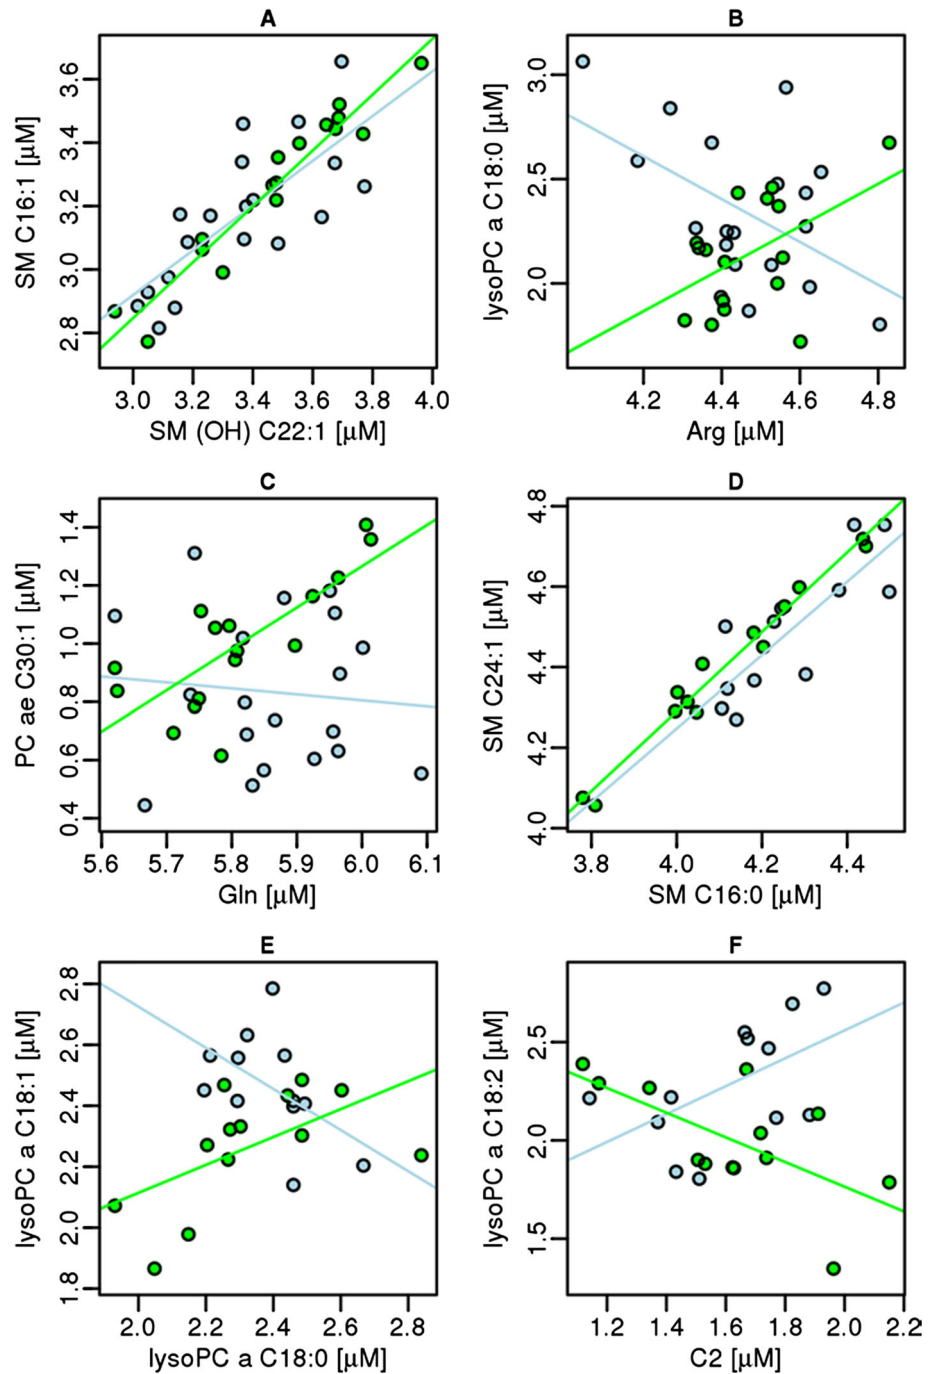 A
SM C16:1 [μM]
2.8 3.0 3.2 3.4 3.6
3.0 3.2 3.4 3.6 3.8 4.0
SM (OH) C22:1 [μM]
B
lysoPC a C18:0 [μM]
2.0 2.5 3.0
4.2 4.4 4.6 4.8
Arg [μM]
C
PC ae C30:1 [μM]
0.4 0.6 0.8 1.0 1.2 1.4
5.6 5.7 5.8 5.9 6.0 6.1
Gln [μM]
D
SM C24:1 [μM]
4.0 4.2 4.4 4.6 4.8
3.8 4.0 4.2 4.4
SM C16:0 [μM]
E
lysoPC a C18:1 [μM]
1.8 2.0 2.2 2.4 2.6 2.8
2.0 2.2 2.4 2.6 2.8
lysoPC a C18:0 [μM]
F
lysoPC a C18:2 [μM]
1.5 2.0 2.5
1.2 1.4 1.6 1.8 2.0 2.2
C2 [μM]